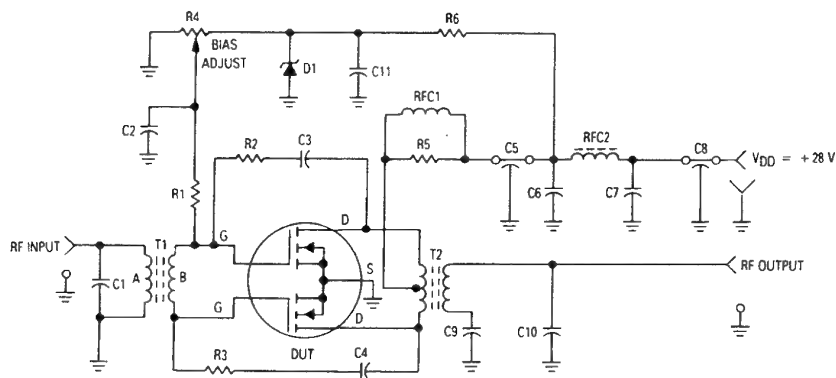 R4
R6
BIAS
ADJUST
D1
C11
RFC1
C2
R2
C3
R5
C5
RFC2
C8
VDD = +28 V
R1
C6
C7
G
D
RF INPUT
T1
T2
C1
A
B
S
RF OUTPUT
G
D
C9
C10
DUT
R3
C4